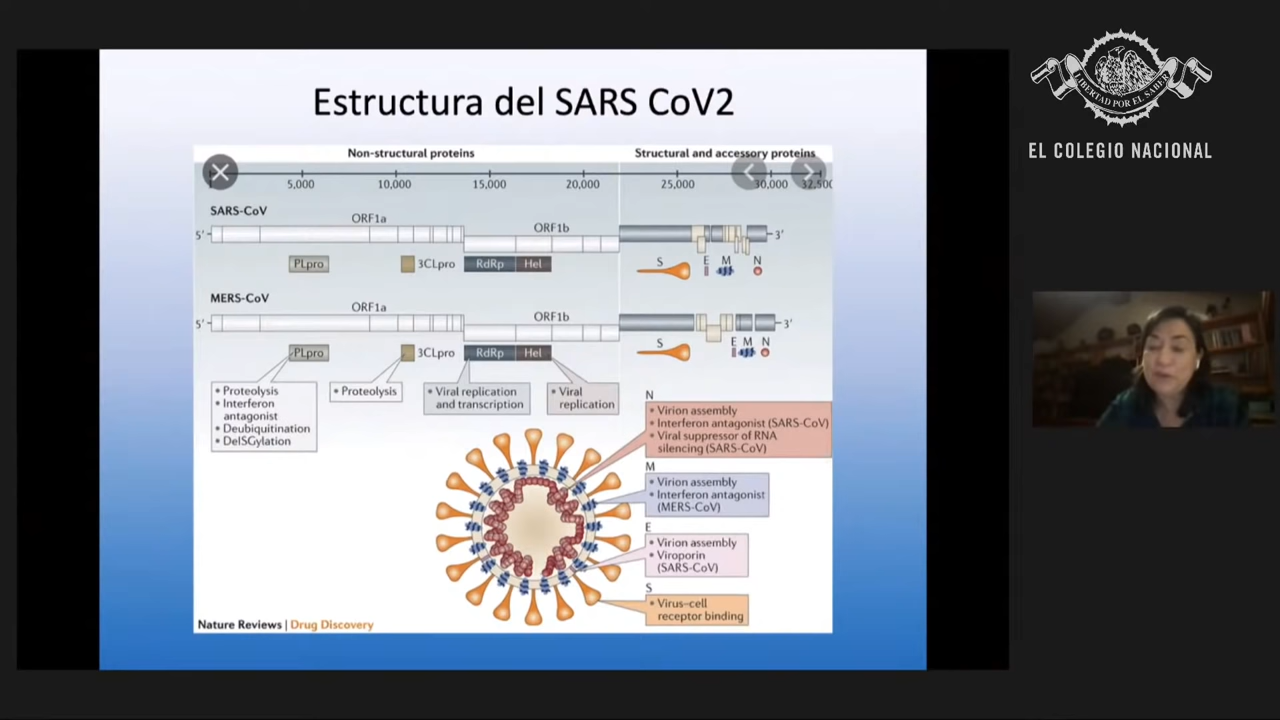 Estructura del SARS CoV2
Non-structural proteins
Structural and accessory proteins
5,000 10,000 15,000 20,000 25,000 30,000 32,500
SARS-CoV
ORF1a
ORF1b
5′ 3′
PLpro 3CLpro RdRp Hel S E M N
MERS-CoV
ORF1a
ORF1b
5′ 3′
PLpro 3CLpro RdRp Hel S E M N
• Proteolysis
• Interferon
antagonist
• Deubiquitination
• DeISGylation
• Proteolysis
• Viral replication
and transcription
• Viral
replication
N
• Virion assembly
• Interferon antagonist (SARS-CoV)
• Viral suppressor of RNA
silencing (SARS-CoV)
M
• Virion assembly
• Interferon antagonist
(MERS-CoV)
E
• Virion assembly
• Viroporin
(SARS-CoV)
S
• Virus–cell
receptor binding
Nature Reviews | Drug Discovery
LIBERTAD POR EL SABER
EL COLEGIO NACIONAL